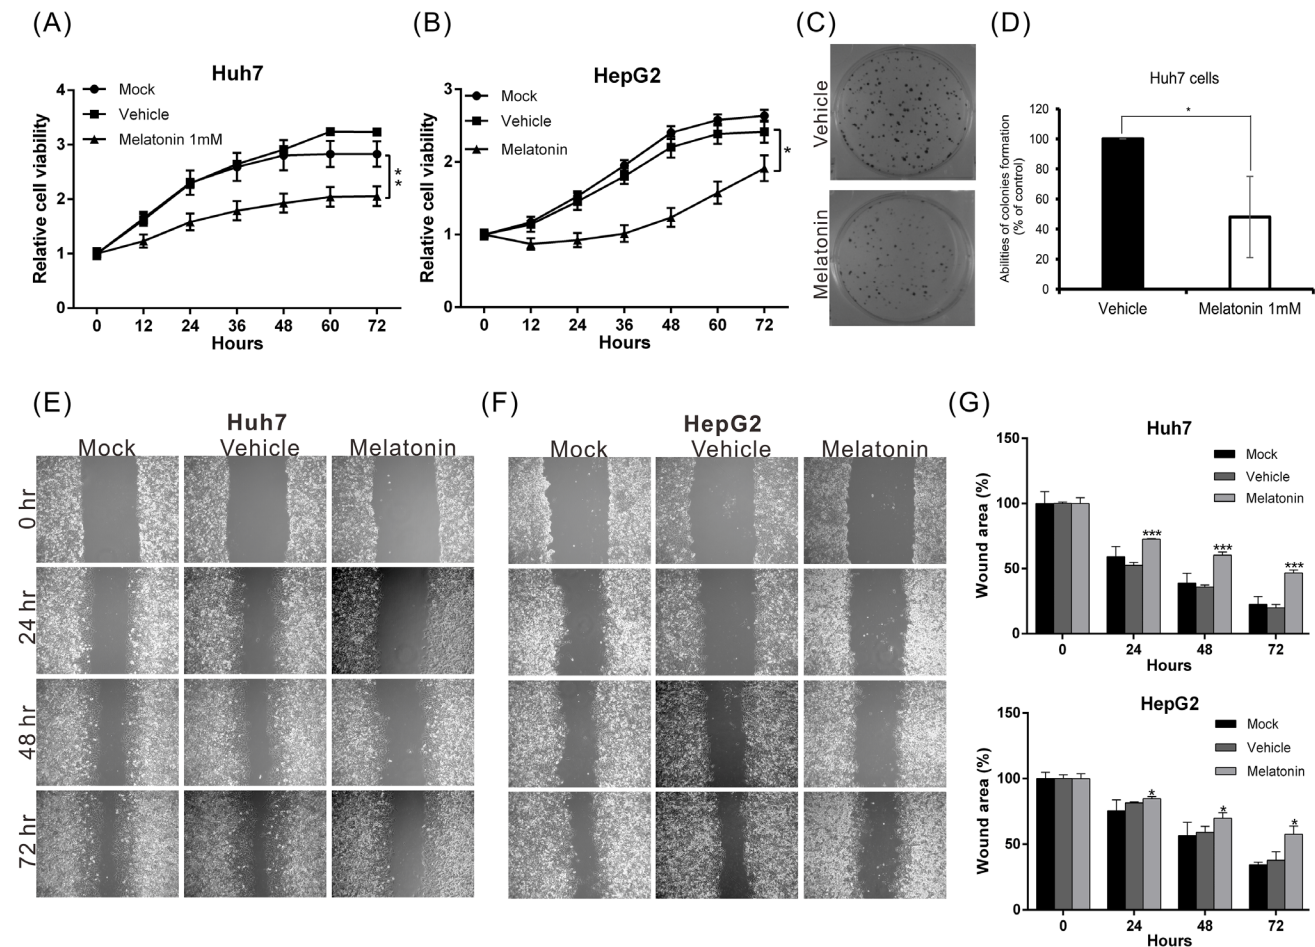 (A)
Huh7
Mock
Vehicle
Melatonin 1mM
Relative cell viability
4
3
2
1
0
*
*
0 12 24 36 48 60 72
Hours
(B)
HepG2
Mock
Vehicle
Melatonin
Relative cell viability
3
2
1
0
*
0 12 24 36 48 60 72
Hours
(C)
Vehicle
Melatonin
(D)
Huh7 cells
Abilities of colonies formation
(% of control)
120
100
80
60
40
20
0
*
Vehicle Melatonin 1mM
(E)
Huh7
Mock Vehicle Melatonin
0 hr
24 hr
48 hr
72 hr
(F)
HepG2
Mock Vehicle Melatonin
(G)
Huh7
Mock
Vehicle
Melatonin
Wound area (%)
150
100
50
0
***
***
***
0 24 48 72
Hours
HepG2
Mock
Vehicle
Melatonin
Wound area (%)
150
100
50
0
*
*
*
0 24 48 72
Hours